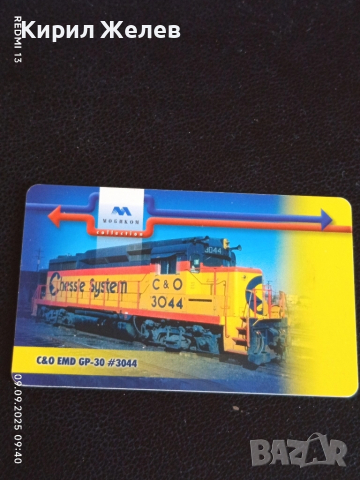 Кирил Желев
REDMI 13
МОБИКОМ
collection
3044
Chessie System
C & O
3044
C&O EMD GP-30 #3044
09.09.2025 09:40
BAZAR